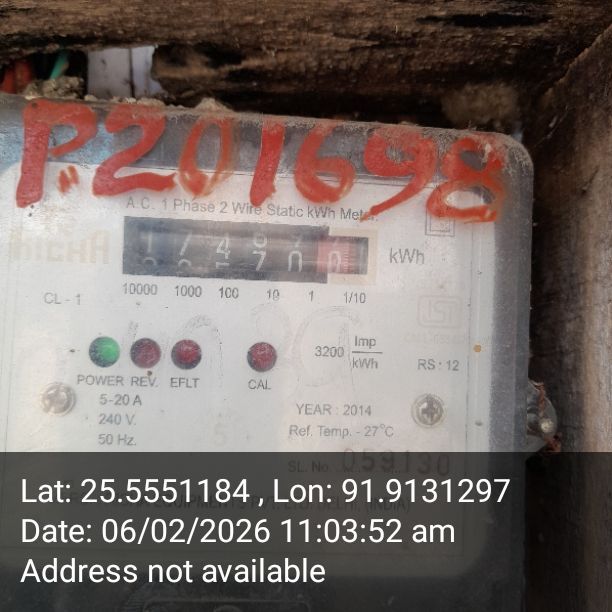 P201698
A.C. 1 Phase 2 Wire Static kWh Meter
kWh
10000 1000 100 10 1 1/10
CL - 1
3200 Imp/kWh
RS : 12
POWER REV. EFLT CAL
5-20 A
240 V.
50 Hz.
YEAR : 2014
Ref. Temp. - 27°C
SL. No. 059130
Lat: 25.5551184 , Lon: 91.9131297
Date: 06/02/2026 11:03:52 am
Address not available